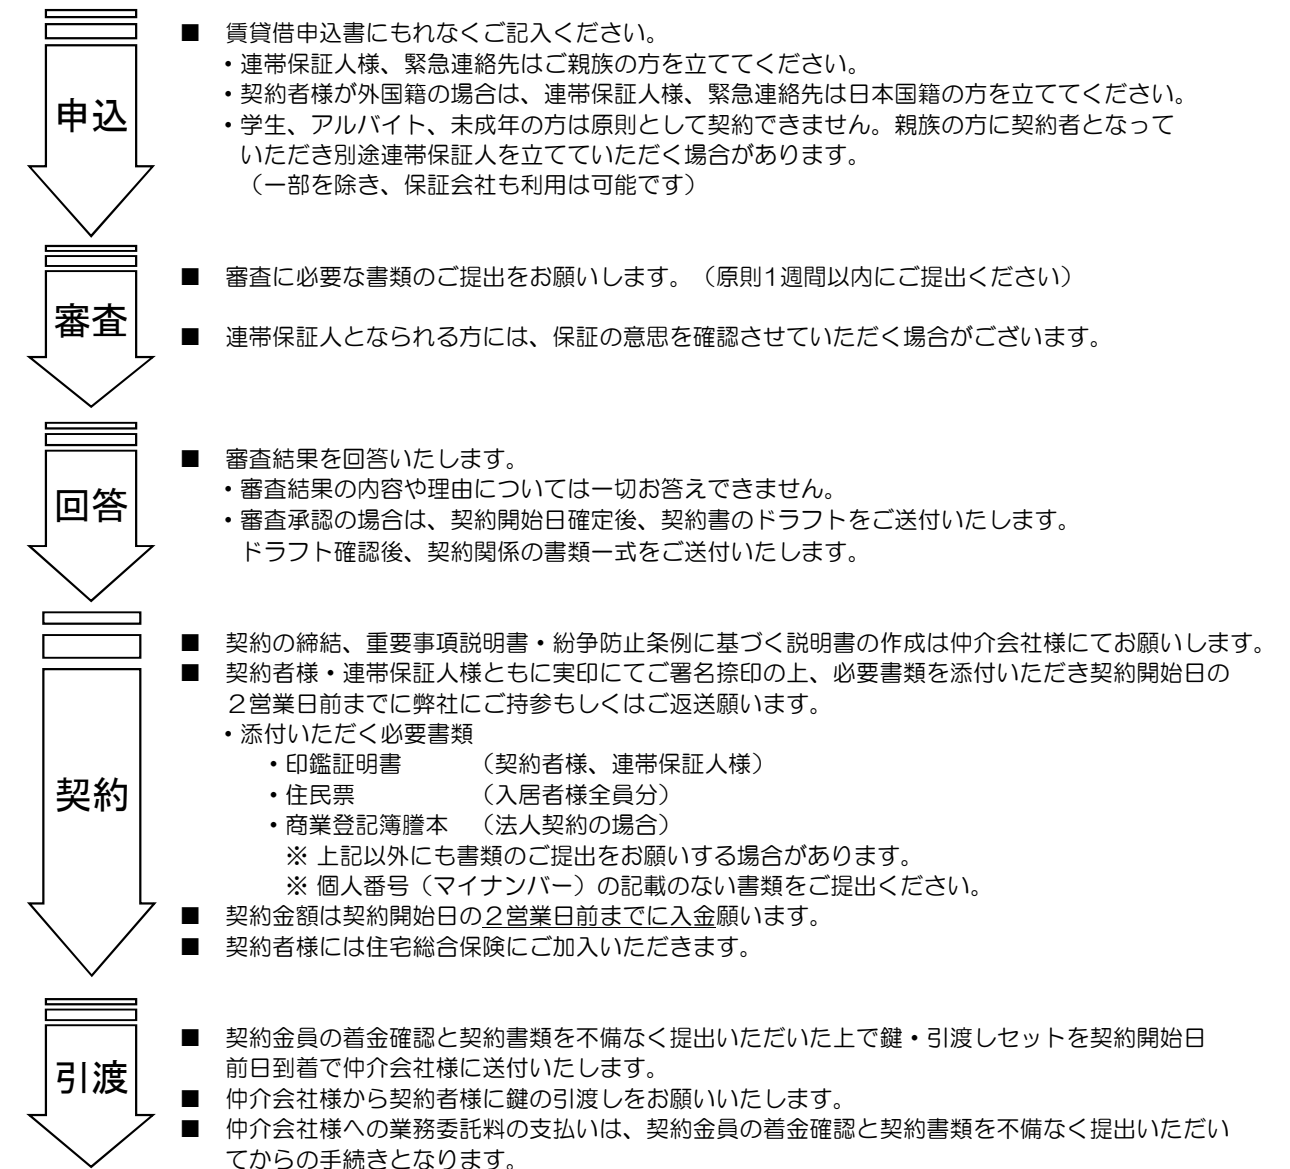 申込
■ 賃貸借申込書にもれなくご記入ください。
・連帯保証人様、緊急連絡先はご親族の方を立ててください。
・契約者様が外国籍の場合は、連帯保証人様、緊急連絡先は日本国籍の方を立ててください。
・学生、アルバイト、未成年の方は原則として契約できません。親族の方に契約者となって
いただき別途連帯保証人を立てていただく場合があります。
（一部を除き、保証会社も利用は可能です）
審査
■ 審査に必要な書類のご提出をお願いします。（原則1週間以内にご提出ください）
■ 連帯保証人となられる方には、保証の意思を確認させていただく場合がございます。
回答
■ 審査結果を回答いたします。
・審査結果の内容や理由については一切お答えできません。
・審査承認の場合は、契約開始日確定後、契約書のドラフトをご送付いたします。
ドラフト確認後、契約関係の書類一式をご送付いたします。
契約
■ 契約の締結、重要事項説明書・紛争防止条例に基づく説明書の作成は仲介会社様にてお願いします。
■ 契約者様・連帯保証人様ともに実印にてご署名捺印の上、必要書類を添付いただき契約開始日の
２営業日前までに弊社にご持参もしくはご返送願います。
・添付いただく必要書類
・印鑑証明書 （契約者様、連帯保証人様）
・住民票 （入居者様全員分）
・商業登記簿謄本 （法人契約の場合）
※ 上記以外にも書類のご提出をお願いする場合があります。
※ 個人番号（マイナンバー）の記載のない書類をご提出ください。
■ 契約金額は契約開始日の２営業日前までに入金願います。
■ 契約者様には住宅総合保険にご加入いただきます。
引渡
■ 契約金員の着金確認と契約書類を不備なく提出いただいた上で鍵・引渡しセットを契約開始日
前日到着で仲介会社様に送付いたします。
■ 仲介会社様から契約者様に鍵の引渡しをお願いいたします。
■ 仲介会社様への業務委託料の支払いは、契約金員の着金確認と契約書類を不備なく提出いただい
てからの手続きとなります。